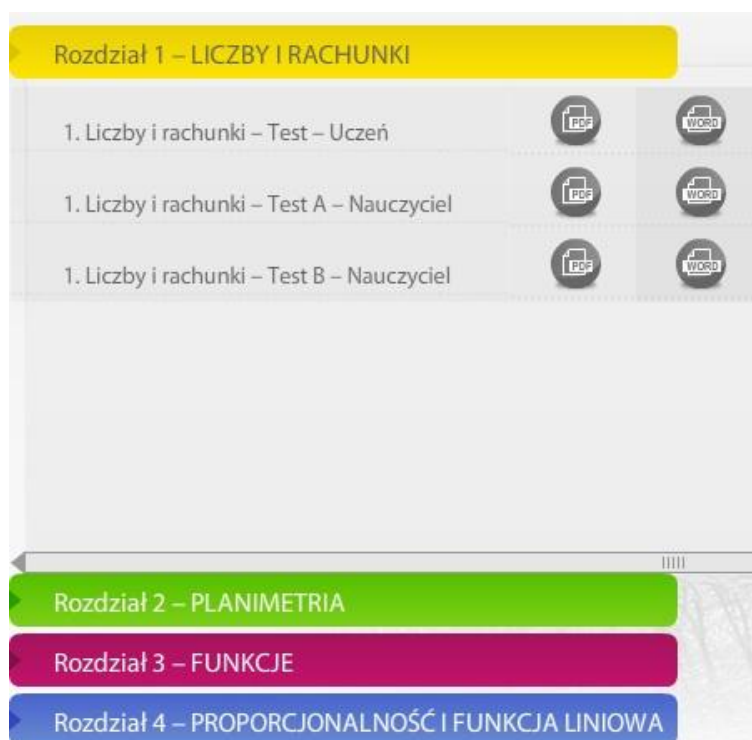 Rozdział 1 – LICZBY I RACHUNKI
1. Liczby i rachunki – Test – Uczeń PDF WORD
1. Liczby i rachunki – Test A – Nauczyciel PDF WORD
1. Liczby i rachunki – Test B – Nauczyciel PDF WORD
Rozdział 2 – PLANIMETRIA
Rozdział 3 – FUNKCJE
Rozdział 4 – PROPORCJONALNOŚĆ I FUNKCJA LINIOWA